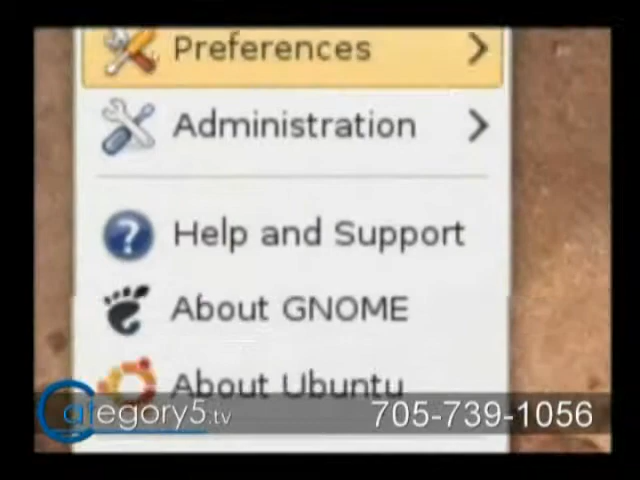 Preferences
Administration
Help and Support
About GNOME
About Ubuntu
Category5.tv
705-739-1056